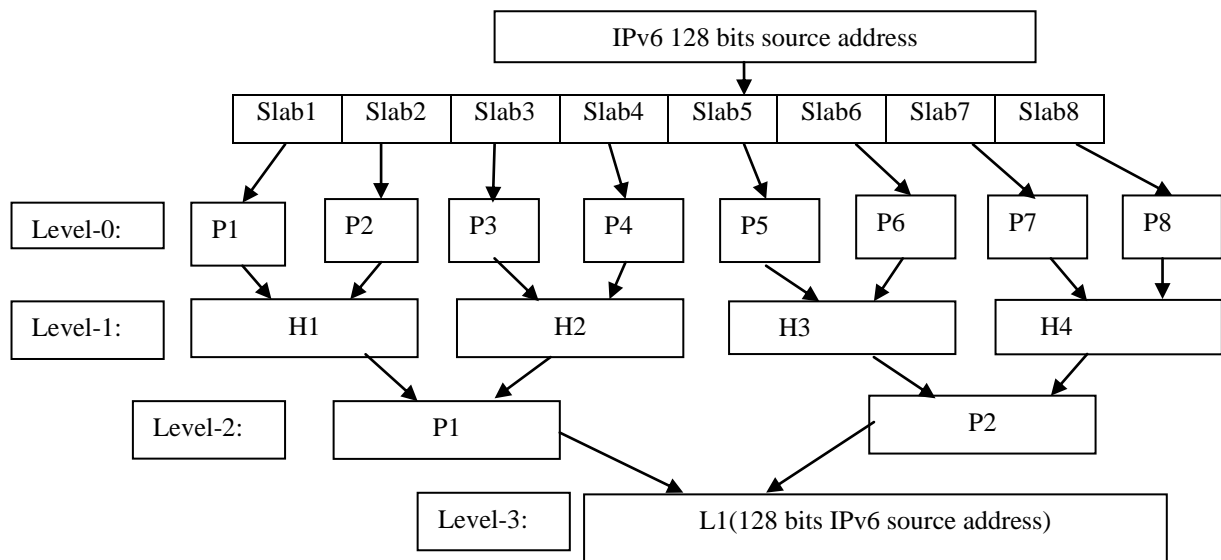 IPv6 128 bits source address
Slab1 Slab2 Slab3 Slab4 Slab5 Slab6 Slab7 Slab8
Level-0: P1 P2 P3 P4 P5 P6 P7 P8
Level-1: H1 H2 H3 H4
Level-2: P1 P2
Level-3: L1(128 bits IPv6 source address)